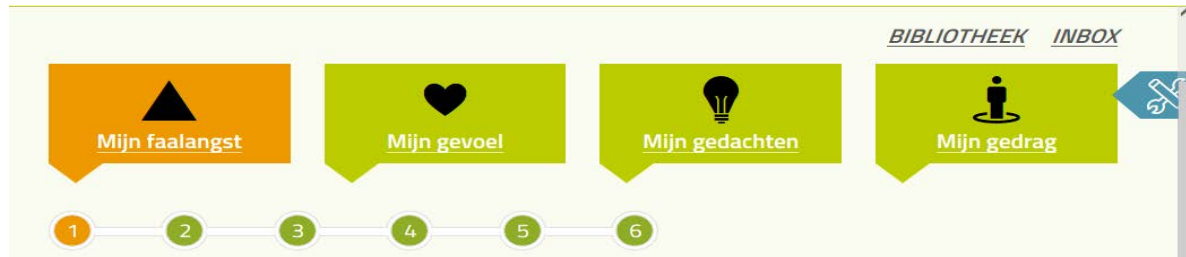 BIBLIOTHEEK INBOX
Mijn faalangst Mijn gevoel Mijn gedachten Mijn gedrag
1 2 3 4 5 6